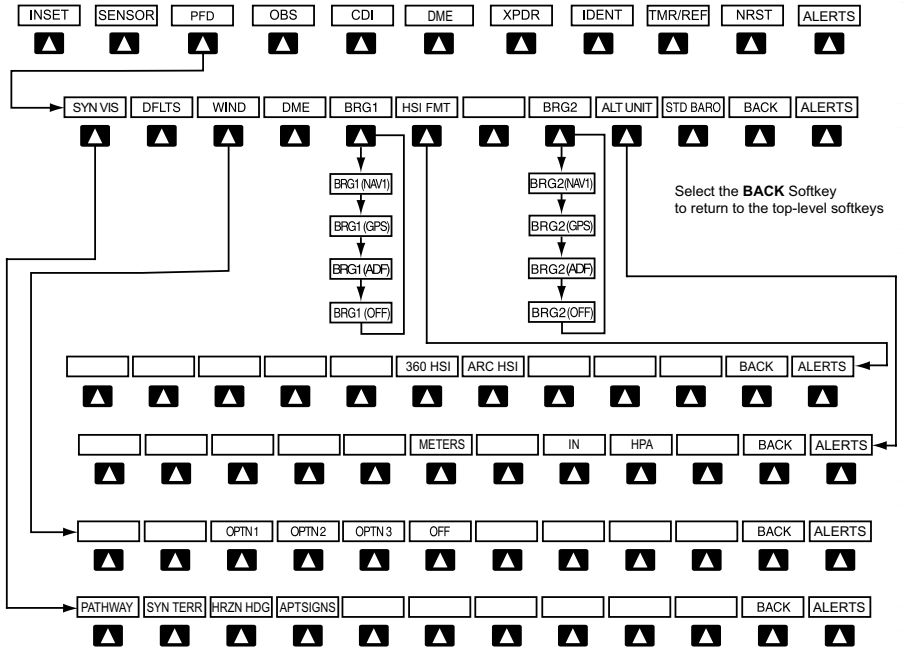 INSET SENSOR PFD OBS CDI DME XPDR IDENT TMR/REF NRST ALERTS
SYN VIS DFLTS WIND DME BRG1 HSI FMT BRG2 ALT UNIT STD BARO BACK ALERTS
BRG1 (NAV1)
BRG1 (GPS)
BRG1 (ADF)
BRG1 (OFF)
BRG2 (NAV1)
BRG2 (GPS)
BRG2 (ADF)
BRG2 (OFF)
Select the BACK Softkey
to return to the top-level softkeys
360 HSI ARC HSI BACK ALERTS
METERS IN HPA BACK ALERTS
OPTN 1 OPTN 2 OPTN 3 OFF BACK ALERTS
PATHWAY SYN TERR HRZN HDG APTSIGNS BACK ALERTS